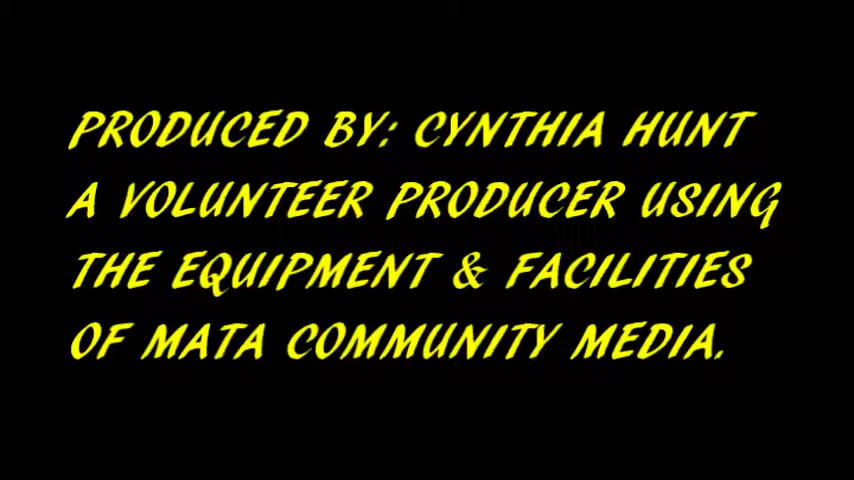 PRODUCED BY: CYNTHIA HUNT
A VOLUNTEER PRODUCER USING
THE EQUIPMENT & FACILITIES
OF MATA COMMUNITY MEDIA.